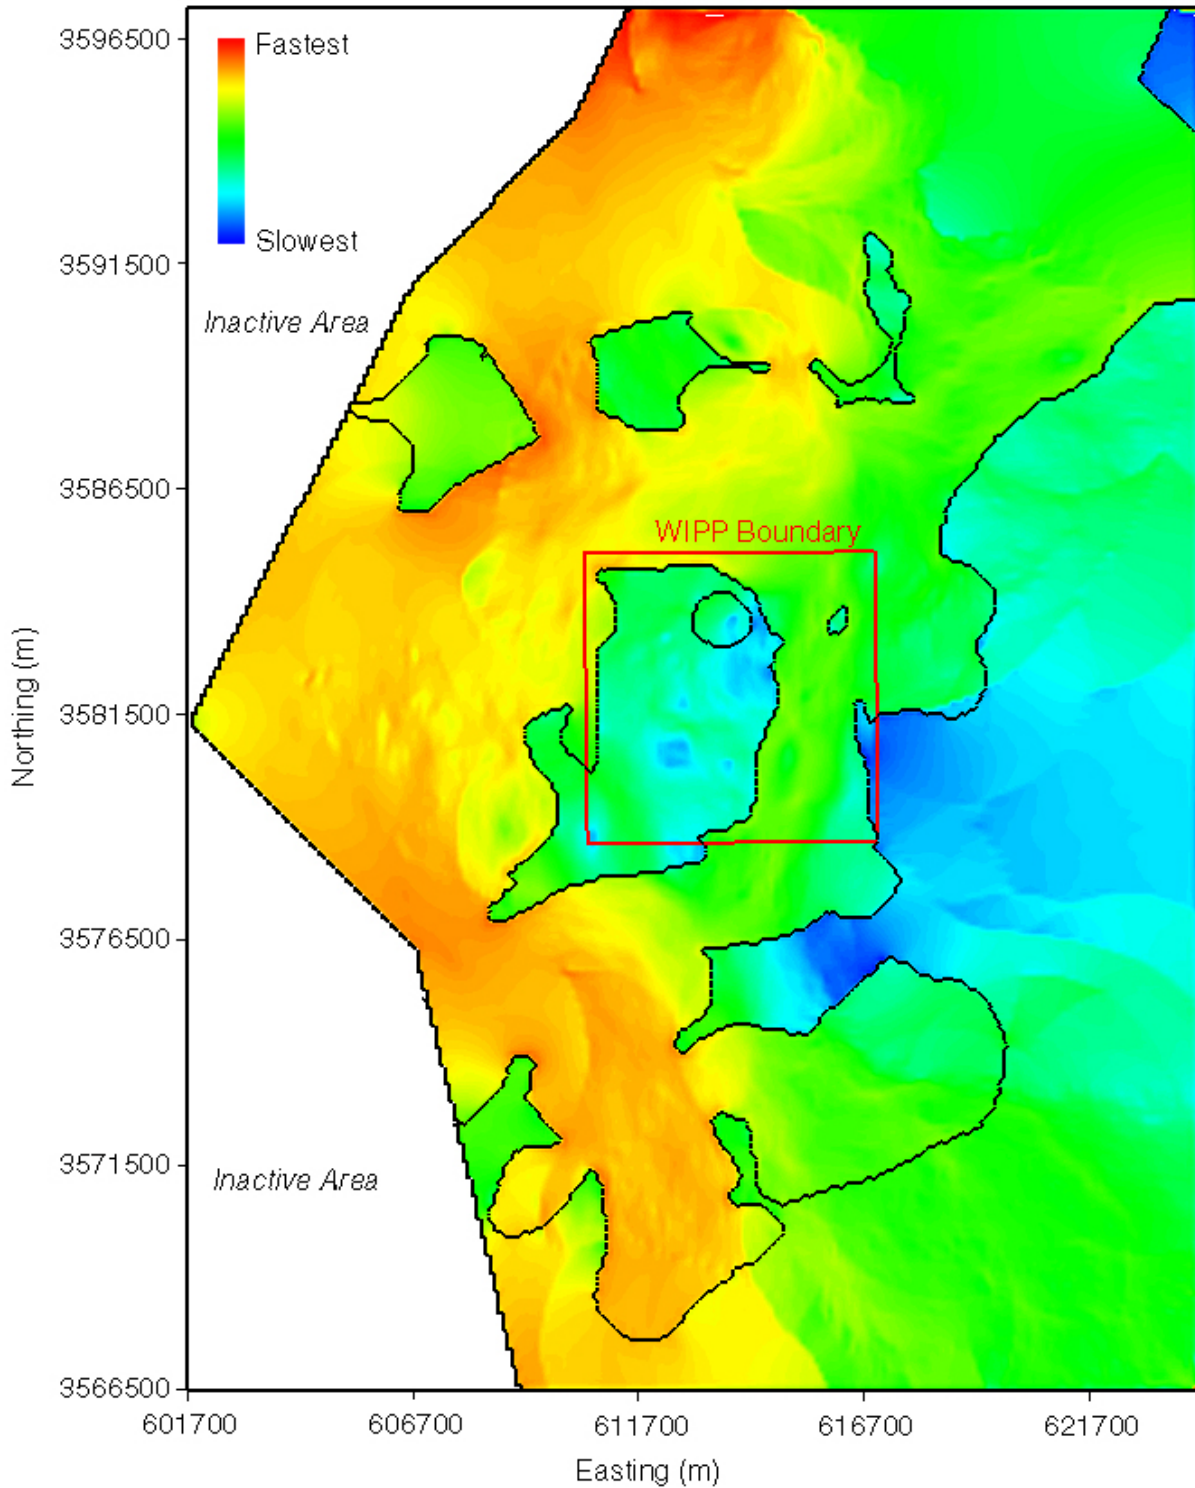 3596500
Fastest
Slowest
3591500
Inactive Area
3586500
WIPP Boundary
Northing (m)
3581500
3576500
3571500
Inactive Area
3566500
601700 606700 611700 616700 621700
Easting (m)